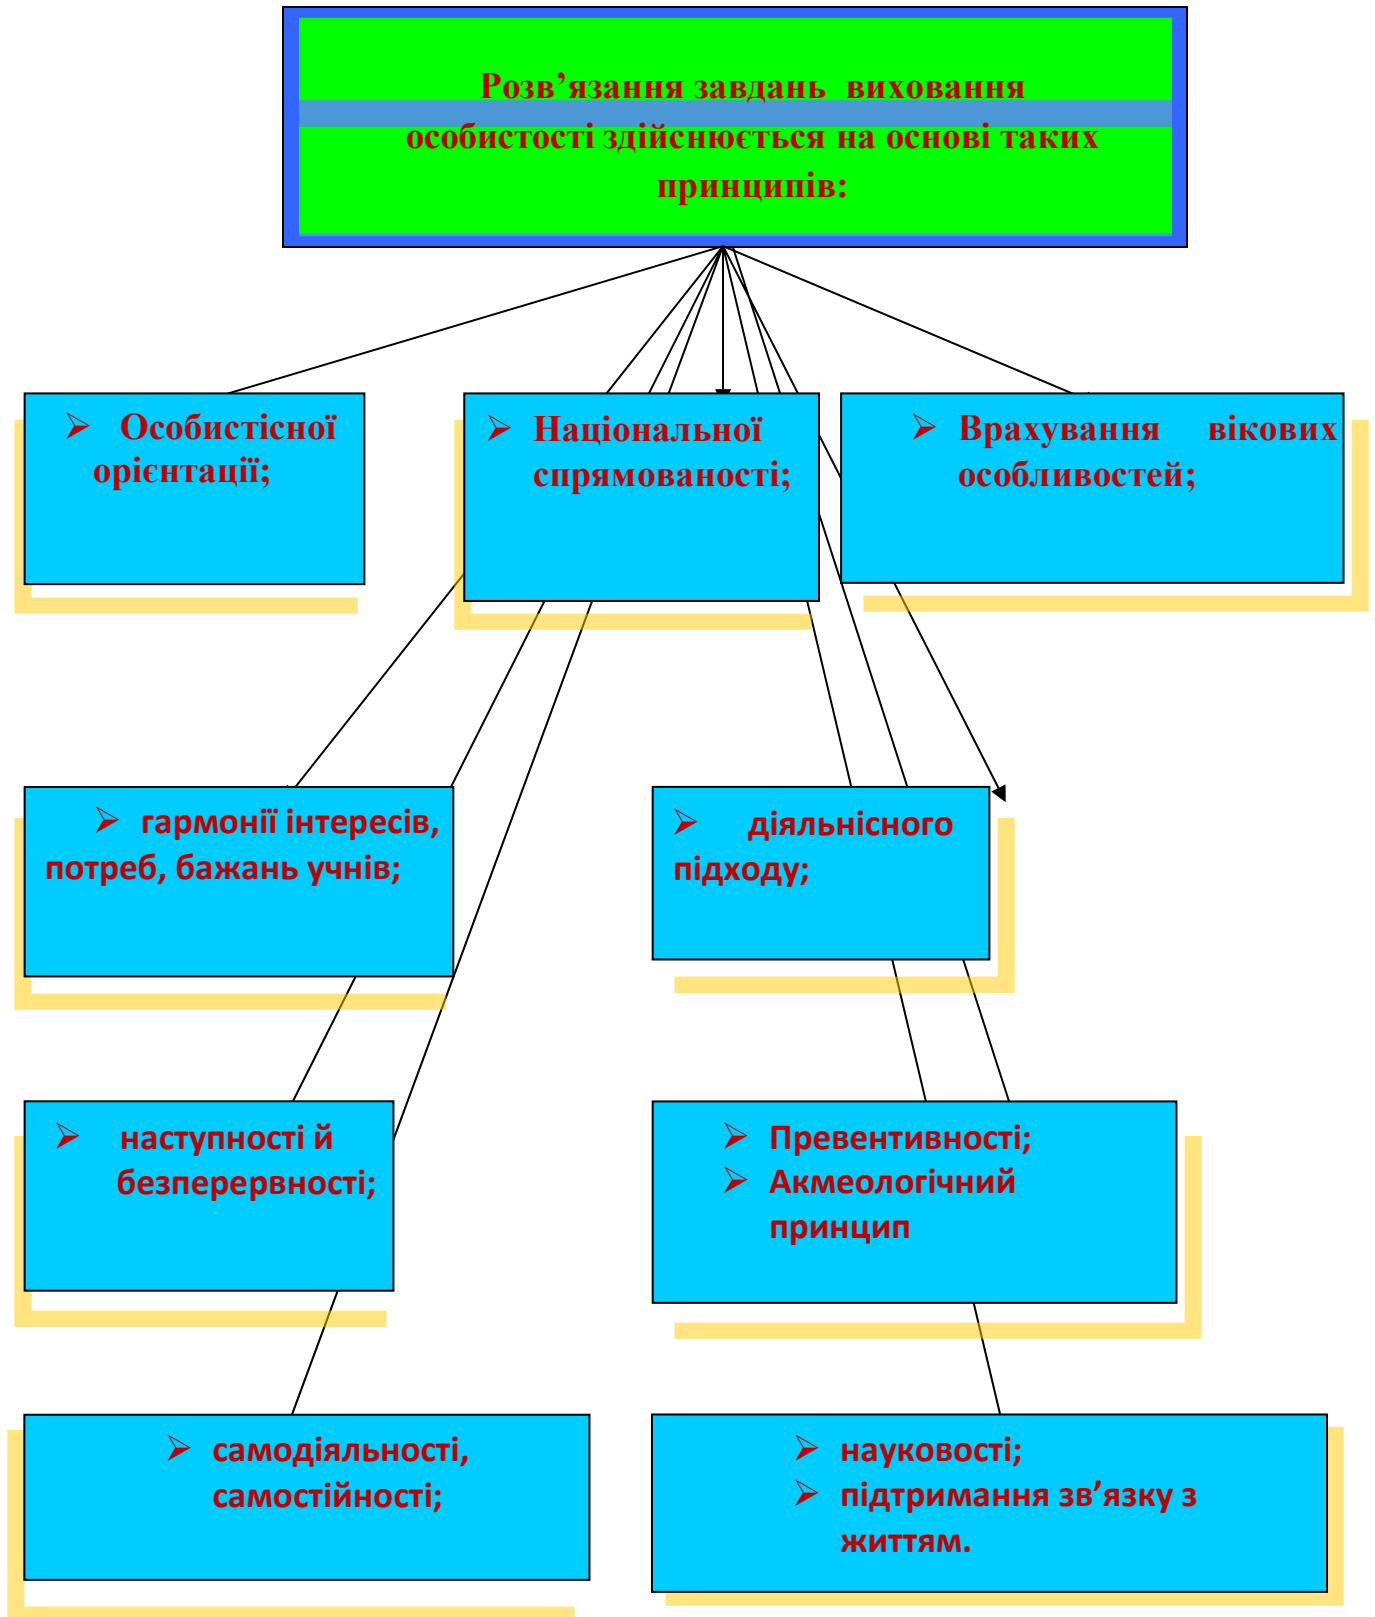 Розв’язання завдань виховання
особистості здійснюється на основі таких
принципів:
➢ Особистісної
орієнтації;
➢ Національної
спрямованості;
➢ Врахування вікових
особливостей;
➢ гармонії інтересів,
потреб, бажань учнів;
➢ діяльнісного
підходу;
➢ наступності й
безперервності;
➢ Превентивності;
➢ Акмеологічний
принцип
➢ самодіяльності,
самостійності;
➢ науковості;
➢ підтримання зв’язку з
життям.